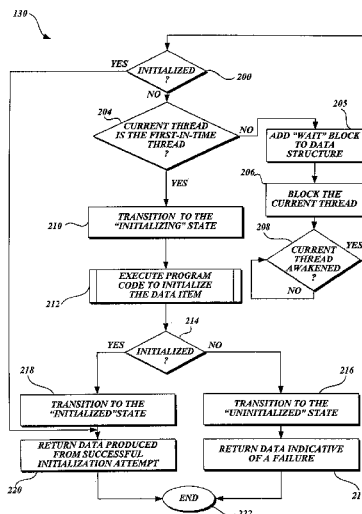 130
YES
INITIALIZED
?
200
NO
204
CURRENT THREAD
IS THE FIRST-IN-TIME
THREAD
?
NO
205
ADD "WAIT" BLOCK
TO DATA
STRUCTURE
YES
206
BLOCK THE
CURRENT THREAD
210
TRANSITION TO THE
"INITIALIZING" STATE
208
CURRENT
THREAD
AWAKENED
?
YES
NO
212
EXECUTE PROGRAM
CODE TO INITIALIZE
THE DATA ITEM
214
YES
INITIALIZED
?
NO
218
TRANSITION TO THE
"INITIALIZED" STATE
216
TRANSITION TO THE
"UNINITIALIZED" STATE
RETURN DATA PRODUCED
FROM SUCCESSFUL
INITIALIZATION ATTEMPT
220
RETURN DATA INDICATIVE
OF A FAILURE
END